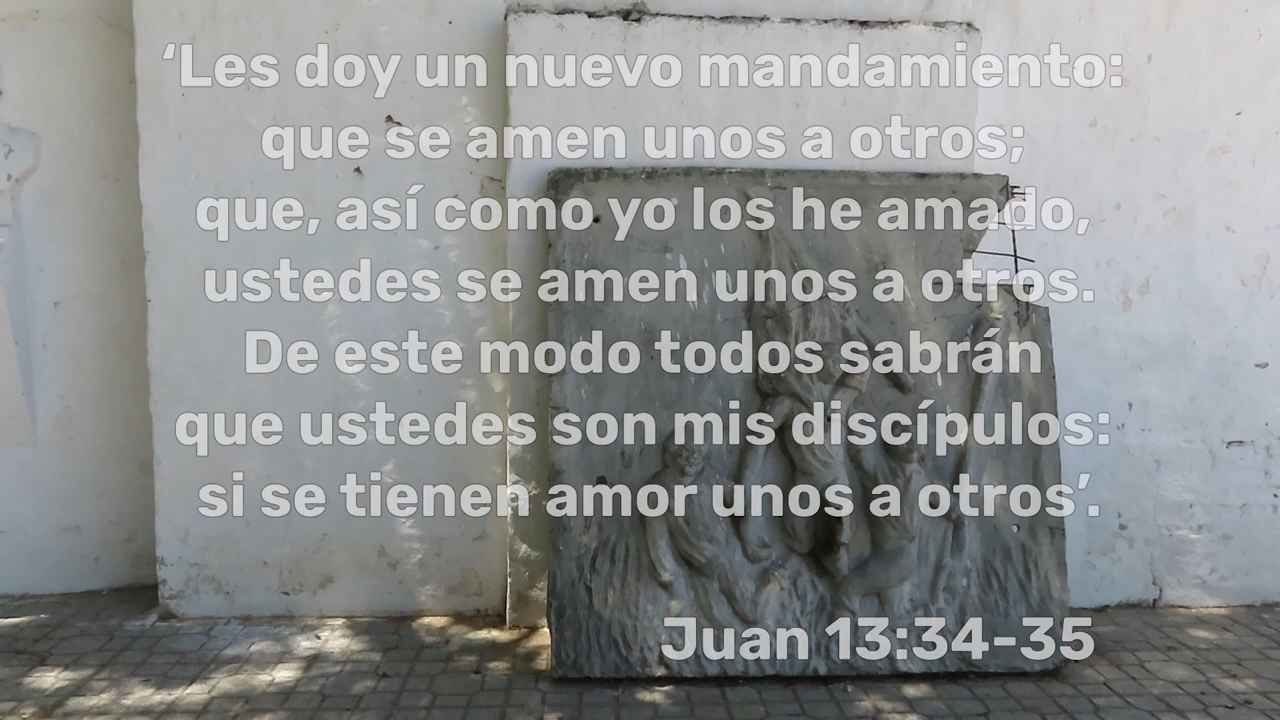 ‘Les doy un nuevo mandamiento:
que se amen unos a otros;
que, así como yo los he amado,
ustedes se amen unos a otros.
De este modo todos sabrán
que ustedes son mis discípulos:
si se tienen amor unos a otros’.
Juan 13:34-35